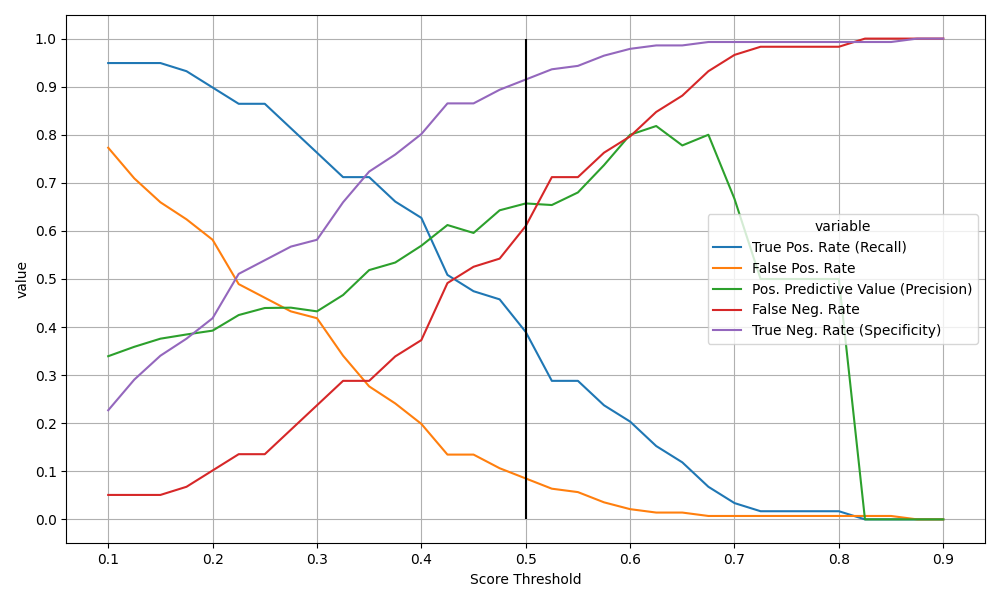 1.0
0.9
0.8
0.7
0.6
0.5
0.4
0.3
0.2
0.1
0.0
value
0.1 0.2 0.3 0.4 0.5 0.6 0.7 0.8 0.9
Score Threshold
variable
True Pos. Rate (Recall)
False Pos. Rate
Pos. Predictive Value (Precision)
False Neg. Rate
True Neg. Rate (Specificity)